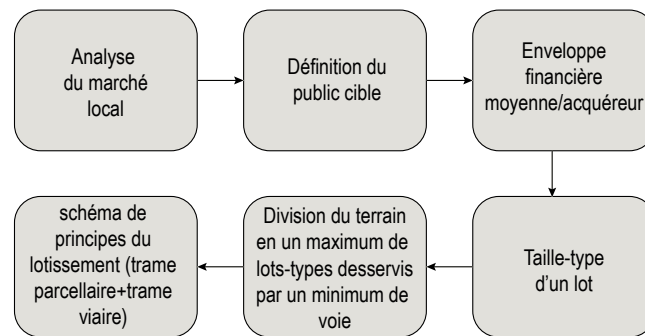 Analyse
du marché
local
Définition du
public cible
Enveloppe
financière
moyenne/acquéreur
Taille-type
d'un lot
Division du terrain
en un maximum de
lots-types desservis
par un minimum de
voie
schéma de
principes du
lotissement (trame
parcellaire+trame
viaire)